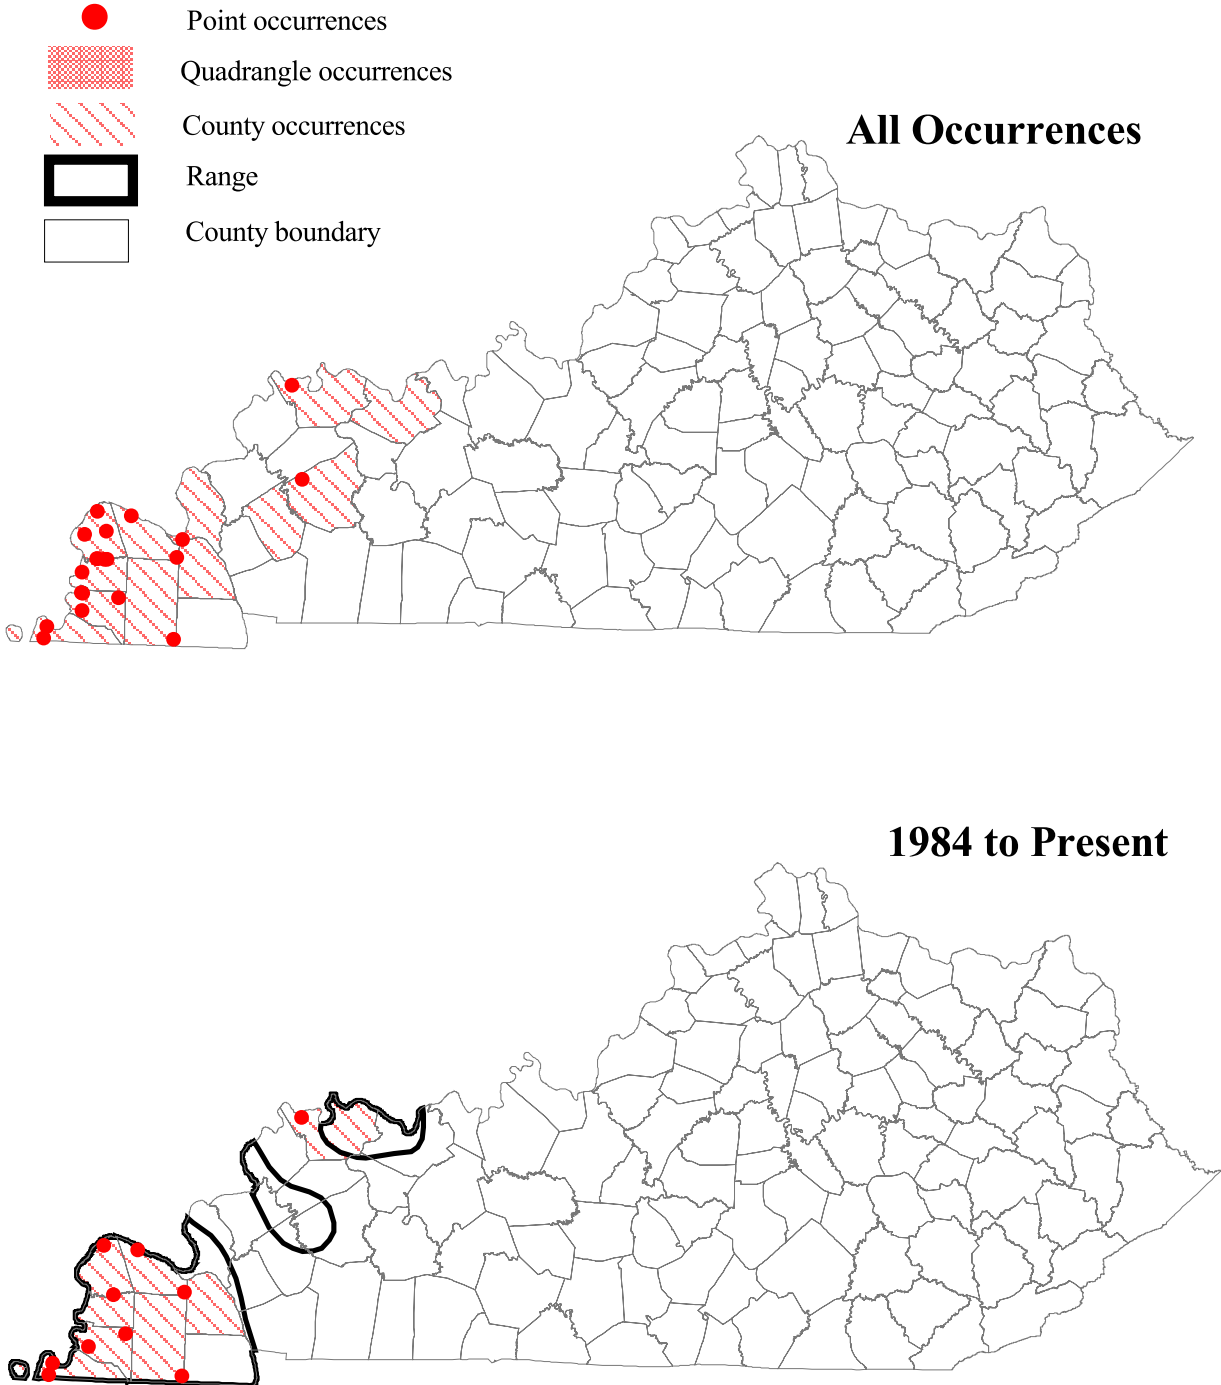 Point occurrences
Quadrangle occurrences
County occurrences
Range
County boundary
All Occurrences
1984 to Present